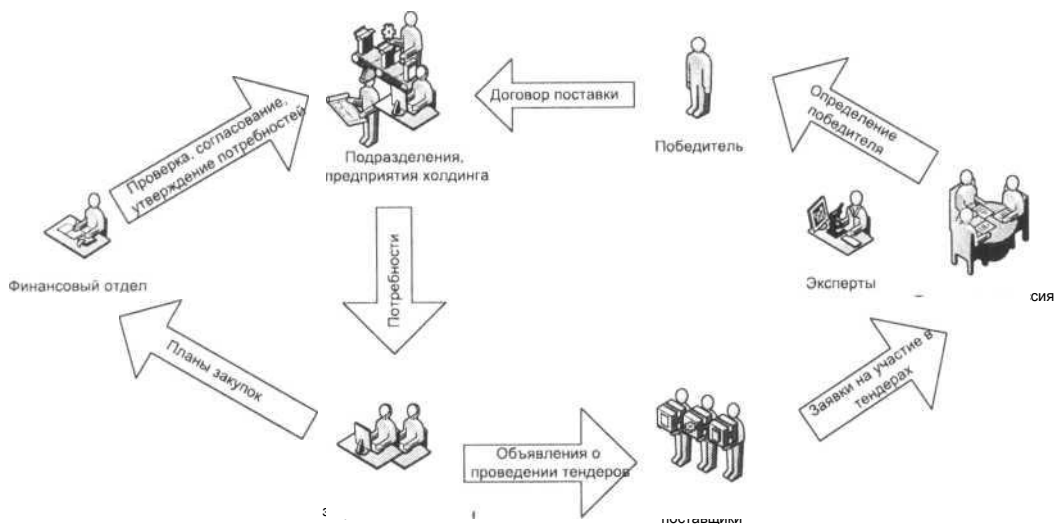 Договор поставки
Определение
победителя
Проверка, согласование,
утверждение потребностей
Подразделения,
предприятия холдинга
Победитель
Финансовый отдел
Потребности
Эксперты
сия
Планы закупок
Заявки на участие в
тендерах
Объявления о
проведении тендеров
поставщики